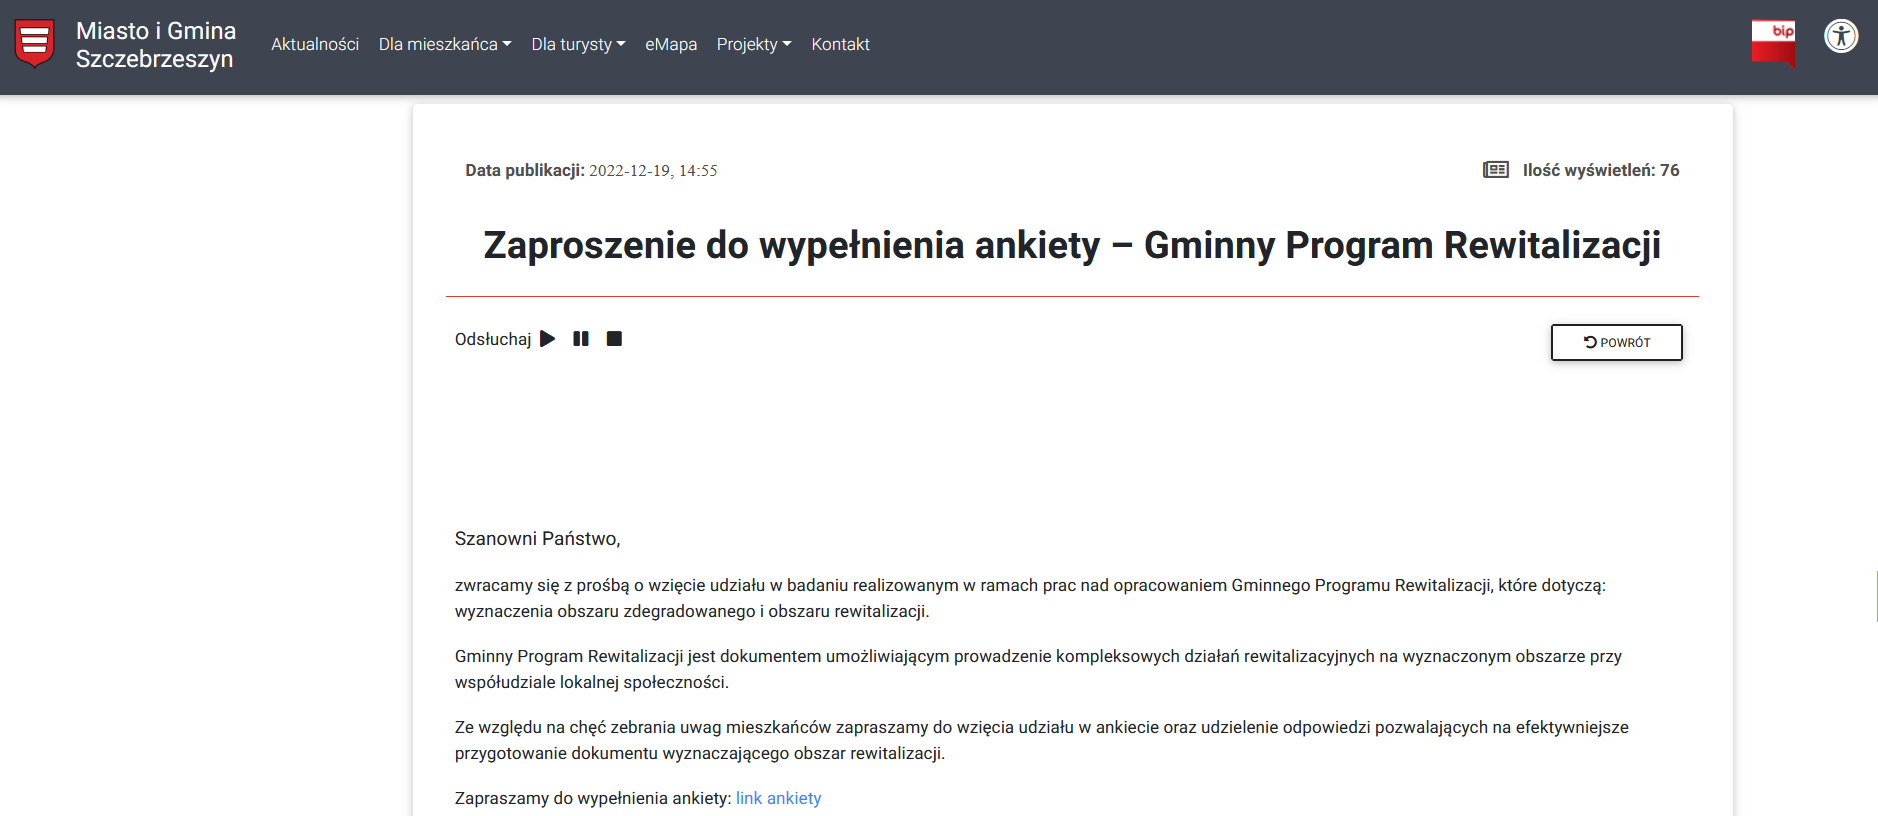 Miasto i Gmina
Szczebrzeszyn
Aktualności Dla mieszkańca Dla turysty eMapa Projekty Kontakt
bip
Data publikacji: 2022-12-19, 14:55
Ilość wyświetleń: 76
Zaproszenie do wypełnienia ankiety – Gminny Program Rewitalizacji
Odsłuchaj
POWRÓT
Szanowni Państwo,
zwracamy się z prośbą o wzięcie udziału w badaniu realizowanym w ramach prac nad opracowaniem Gminnego Programu Rewitalizacji, które dotyczą:
wyznaczenia obszaru zdegradowanego i obszaru rewitalizacji.
Gminny Program Rewitalizacji jest dokumentem umożliwiającym prowadzenie kompleksowych działań rewitalizacyjnych na wyznaczonym obszarze przy
współudziale lokalnej społeczności.
Ze względu na chęć zebrania uwag mieszkańców zapraszamy do wzięcia udziału w ankiecie oraz udzielenie odpowiedzi pozwalających na efektywniejsze
przygotowanie dokumentu wyznaczającego obszar rewitalizacji.
Zapraszamy do wypełnienia ankiety: link ankiety